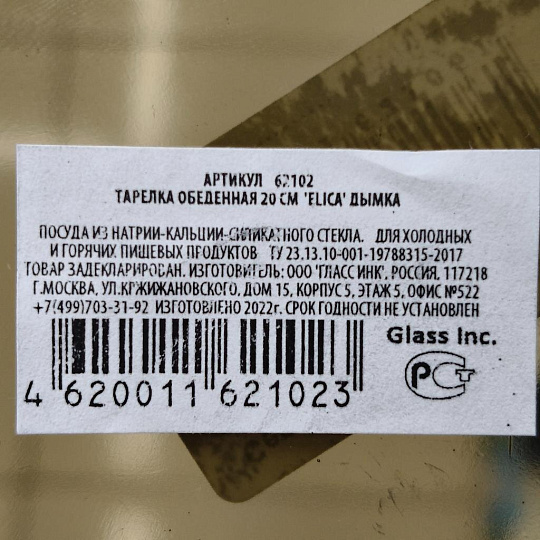 АРТИКУЛ 62102
ТАРЕЛКА ОБЕДЕННАЯ 20 СМ 'ELICA' ДЫМКА
ПОСУДА ИЗ НАТРИИ-КАЛЬЦИИ-СИЛИКАТНОГО СТЕКЛА. ДЛЯ ХОЛОДНЫХ
И ГОРЯЧИХ ПИЩЕВЫХ ПРОДУКТОВ ТУ 23.13.10-001-19788315-2017
ТОВАР ЗАДЕКЛАРИРОВАН. ИЗГОТОВИТЕЛЬ: ООО 'ГЛАСС ИНК'. РОССИЯ, 117218
Г.МОСКВА, УЛ.КРЖИЖАНОВСКОГО, ДОМ 15, КОРПУС 5, ЭТАЖ 5, ОФИС №522
+7(499)703-31-92 ИЗГОТОВЛЕНО 2022г. СРОК ГОДНОСТИ НЕ УСТАНОВЛЕН
Glass Inc.
РСТ
4 620011 621023